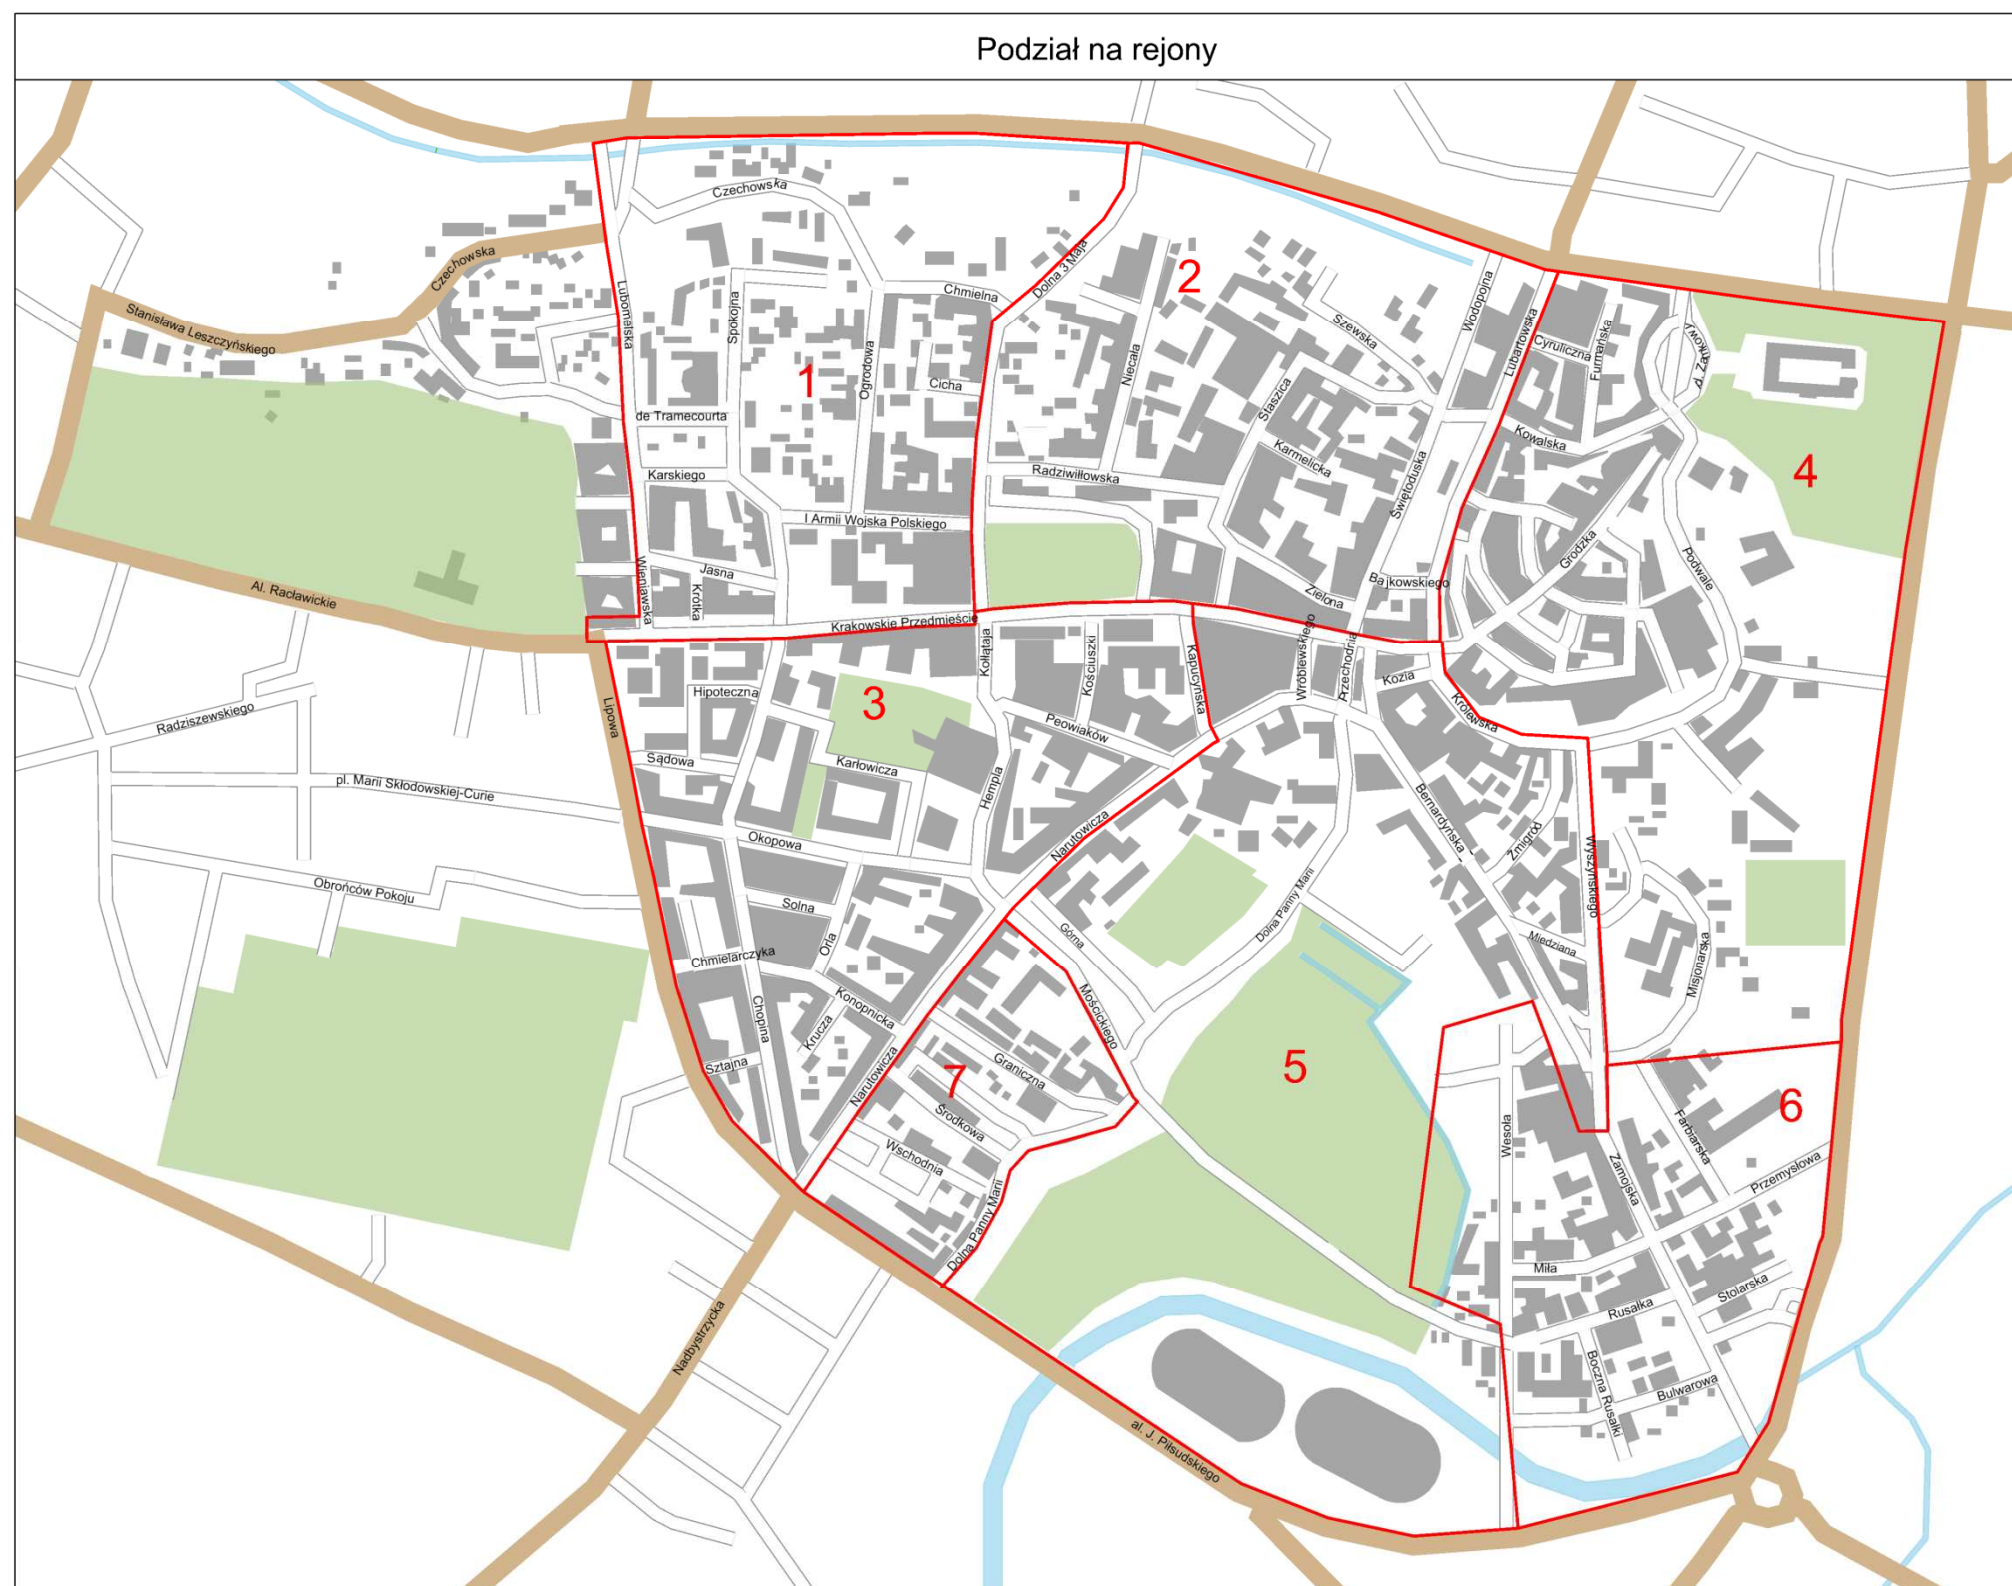 Podział na rejony
Czechowska
Czechowska
Stanisława Leszczyńskiego
Lubomelska
Spokojna
Ogrodowa
Chmielna
Cicha
Dolna 3 Maja
1
de Tramecourta
Karskiego
I Armii Wojska Polskiego
Jasna
Krótka
Wieniawska
Krakowskie Przedmieście
Al. Racławickie
2
Niecała
Szewska
Wodopojna
Staszica
Karmelicka
Radziwiłłowska
Świętoduska
Lubartowska
Bajkowskiego
Zielona
Cyruliczna
Furmańska
pl. Zamkowy
Kowalska
4
Grodzka
Podwale
Lipowa
Radziszewskiego
pl. Marii Skłodowskiej-Curie
Obrońców Pokoju
Hipoteczna
3
Kołłątaja
Kościuszki
Kapucyńska
Wróblewskiego
Przechodnia
Kozia
Królewska
Sądowa
Karłowicza
Peowiaków
Hempla
Okopowa
Narutowicza
Solna
Orla
Chmielarczyka
Chopina
Konopnicka
Krucza
Sztajna
Narutowicza
Bernardyńska
Żmigród
Wyszyńskiego
Miedziana
Misjonarska
Dolna Panny Marii
Górna
Mościckiego
Graniczna
7
Środkowa
Wschodnia
Dolna Panny Marii
5
6
Wesoła
Farbiarska
Zamojska
Przemysłowa
Miła
Rusałka
Stolarska
Boczna Rusałki
Bulwarowa
Nadbystrzycka
al. J. Piłsudskiego